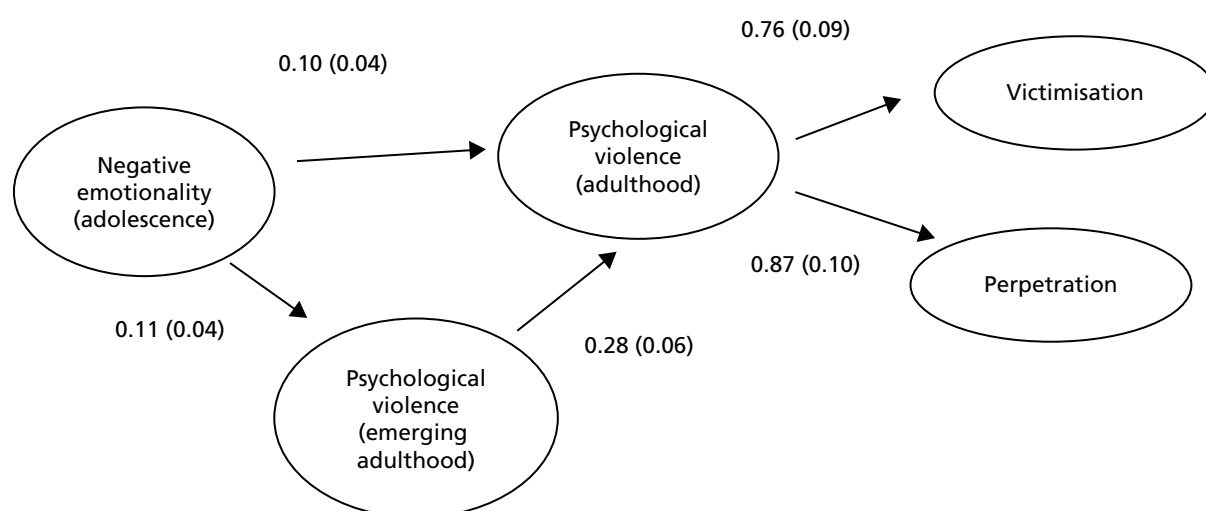 0.76 (0.09)
0.10 (0.04)
Victimisation
Psychological
violence
(adulthood)
Negative
emotionality
(adolescence)
0.87 (0.10)
Perpetration
0.11 (0.04)
0.28 (0.06)
Psychological
violence
(emerging
adulthood)